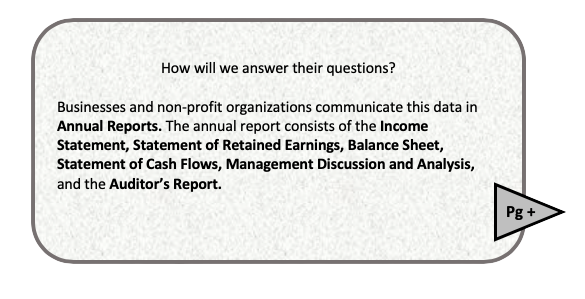 How will we answer their questions?
Businesses and non-profit organizations communicate this data in
Annual Reports. The annual report consists of the Income
Statement, Statement of Retained Earnings, Balance Sheet,
Statement of Cash Flows, Management Discussion and Analysis,
and the Auditor’s Report.
Pg +